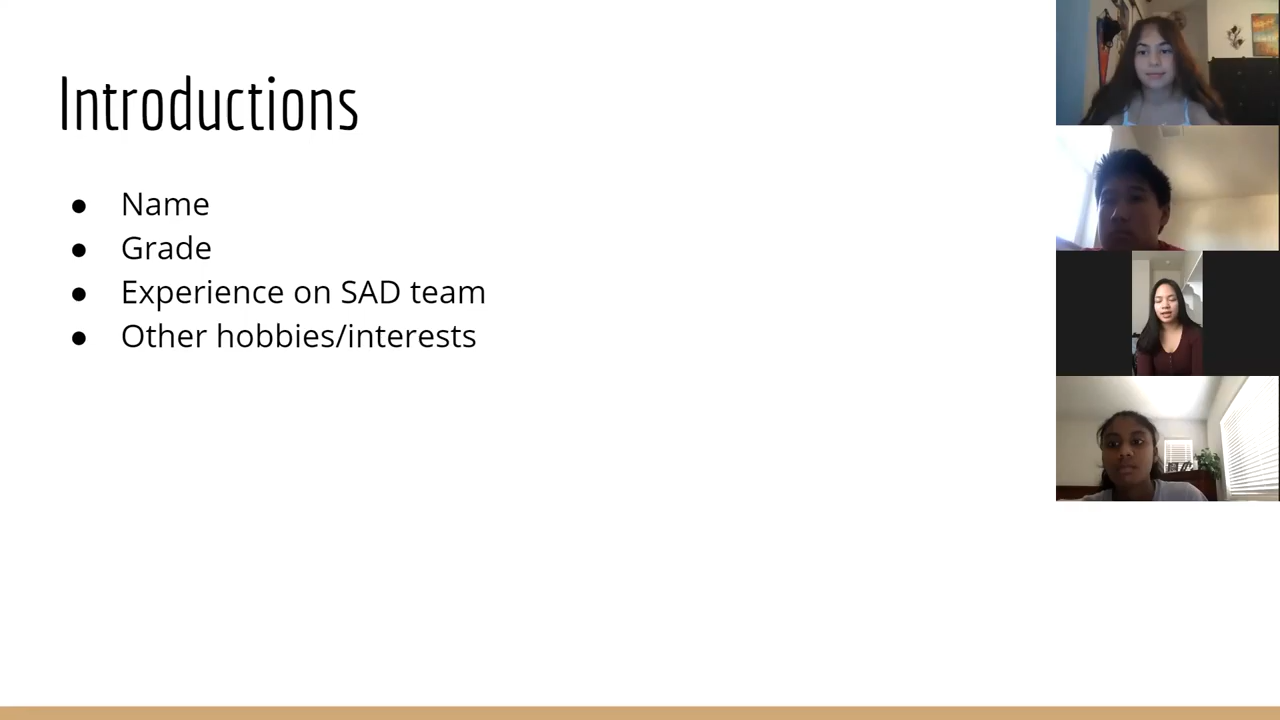 Introductions
● Name
● Grade
● Experience on SAD team
● Other hobbies/interests